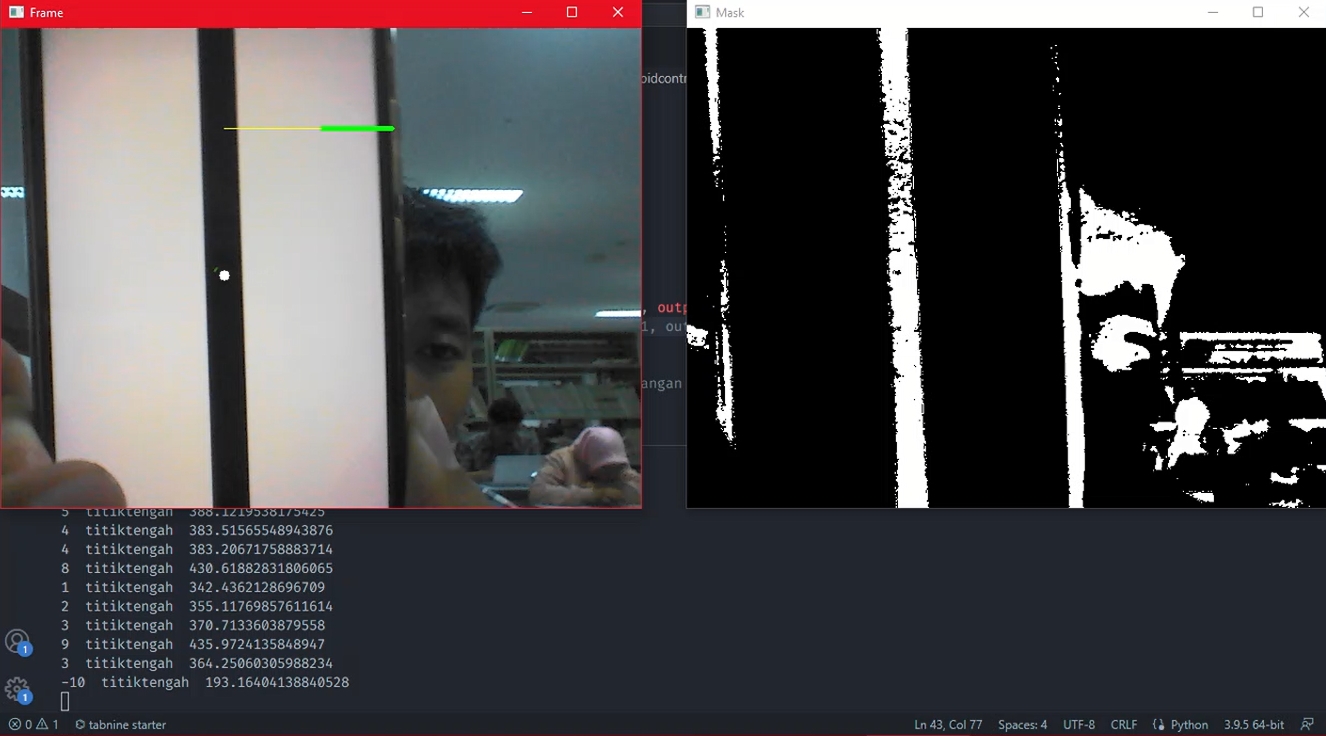 Frame
Mask
oidcontr
, outp
l, out
angan
5 titiktengah 388.1219538175425
4 titiktengah 383.51565548943876
4 titiktengah 383.20671758883714
8 titiktengah 430.61882831806065
1 titiktengah 342.4362128696709
2 titiktengah 355.11769857611614
3 titiktengah 370.7133603879558
9 titiktengah 435.9724135848947
3 titiktengah 364.25060305988234
-10 titiktengah 193.16404138840528
1
1
0 1 tabnine starter Ln 43, Col 77 Spaces: 4 UTF-8 CRLF Python 3.9.5 64-bit